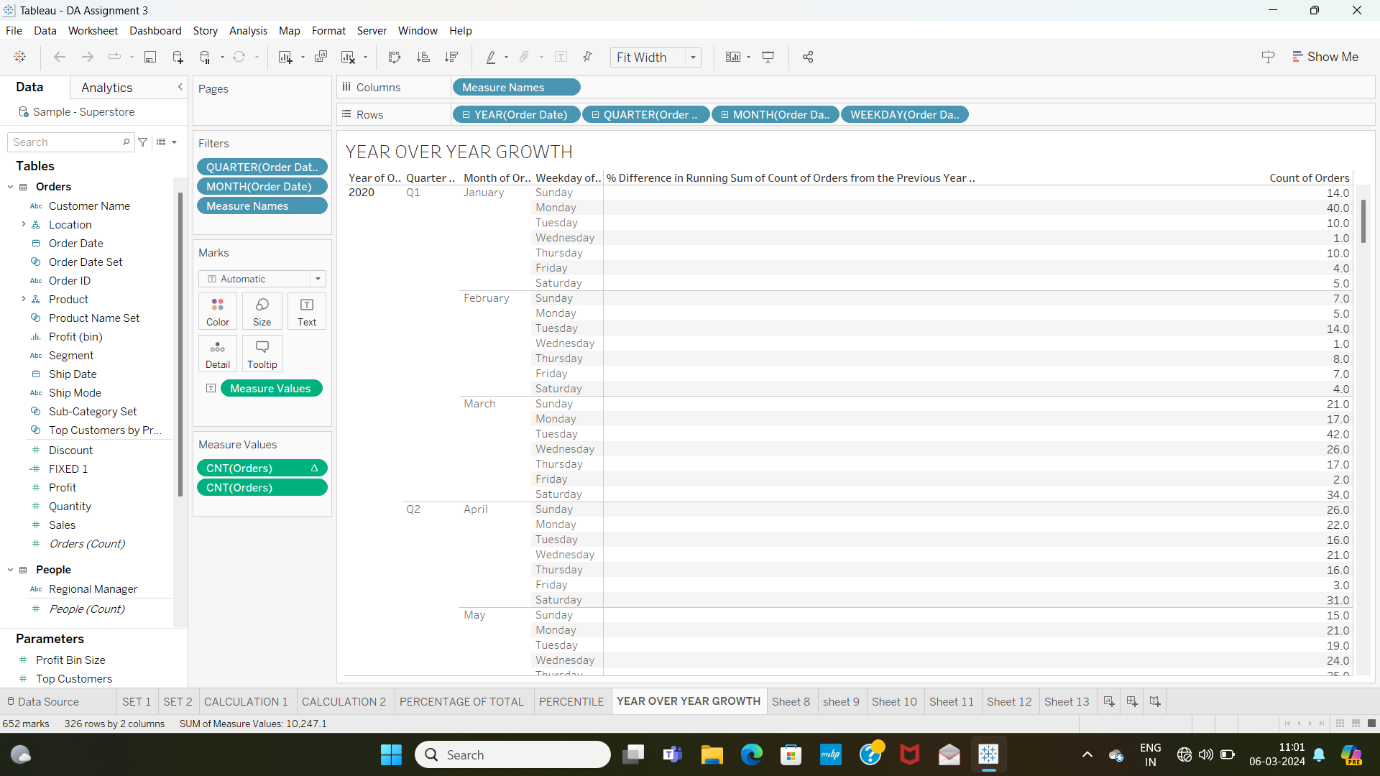 Tableau - DA Assignment 3
File Data Worksheet Dashboard Story Analysis Map Format Server Window Help
Fit Width
Show Me
Data Analytics
Sample - Superstore
Search
Tables
Orders
Abc Customer Name
Location
Order Date
Order Date Set
Abc Order ID
Product
Product Name Set
Profit (bin)
Abc Segment
Ship Date
Abc Ship Mode
Sub-Category Set
Top Customers by Pr...
# Discount
=# FIXED 1
# Profit
# Quantity
# Sales
# Orders (Count)
People
Abc Regional Manager
# People (Count)
Parameters
# Profit Bin Size
# Top Customers
Pages
Filters
QUARTER(Order Dat..
MONTH(Order Date)
Measure Names
Marks
Automatic
Color Size Text
Detail Tooltip
Measure Values
Measure Values
CNT(Orders) Δ
CNT(Orders)
Columns Measure Names
Rows YEAR(Order Date) QUARTER(Order .. MONTH(Order Da.. WEEKDAY(Order Da..
YEAR OVER YEAR GROWTH
Year of O.. Quarter .. Month of Or.. Weekday of.. % Difference in Running Sum of Count of Orders from the Previous Year .. Count of Orders
2020 Q1 January Sunday 14.0
Monday 40.0
Tuesday 10.0
Wednesday 1.0
Thursday 10.0
Friday 4.0
Saturday 5.0
February Sunday 7.0
Monday 5.0
Tuesday 14.0
Wednesday 1.0
Thursday 8.0
Friday 7.0
Saturday 4.0
March Sunday 21.0
Monday 17.0
Tuesday 42.0
Wednesday 26.0
Thursday 17.0
Friday 2.0
Saturday 34.0
Q2 April Sunday 26.0
Monday 22.0
Tuesday 16.0
Wednesday 21.0
Thursday 16.0
Friday 3.0
Saturday 31.0
May Sunday 15.0
Monday 21.0
Tuesday 19.0
Wednesday 24.0
Thursday
Data Source SET 1 SET 2 CALCULATION 1 CALCULATION 2 PERCENTAGE OF TOTAL PERCENTILE YEAR OVER YEAR GROWTH Sheet 8 sheet 9 Sheet 10 Sheet 11 Sheet 12 Sheet 13
652 marks 326 rows by 2 columns SUM of Measure Values: 10,247.1
Search
myhp
ENG
IN
11:01
06-03-2024
PRE